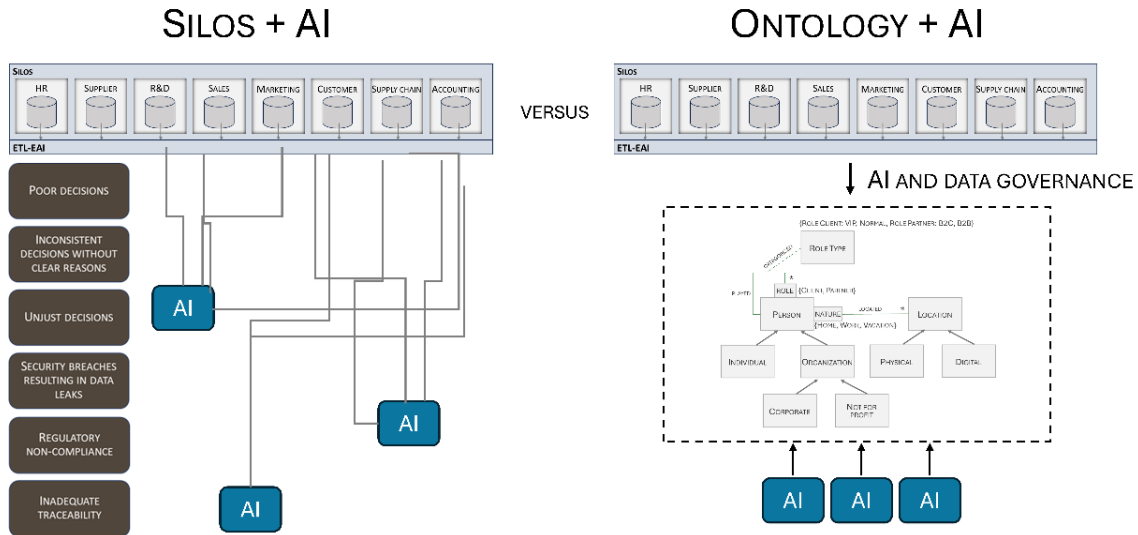 SILOS + AI
SILOS
HR
SUPPLIER
R&D
SALES
MARKETING
CUSTOMER
SUPPLY CHAIN
ACCOUNTING
ETL-EAI
POOR DECISIONS
INCONSISTENT
DECISIONS WITHOUT
CLEAR REASONS
UNJUST DECISIONS
SECURITY BREACHES
RESULTING IN DATA
LEAKS
REGULATORY
NON-COMPLIANCE
INADEQUATE
TRACEABILITY
AI
AI
AI
VERSUS
ONTOLOGY + AI
SILOS
HR
SUPPLIER
R&D
SALES
MARKETING
CUSTOMER
SUPPLY CHAIN
ACCOUNTING
ETL-EAI
AI AND DATA GOVERNANCE
{ROLE CLIENT: VIP, NORMAL, ROLE PARTNER: B2C, B2B}
ROLE TYPE
CATEGORIZED BY
*
PLAYED
ROLE
{CLIENT, PARTNER}
PERSON
NATURE
LOCATED
*
LOCATION
{HOME, WORK, VACATION}
INDIVIDUAL
ORGANIZATION
PHYSICAL
DIGITAL
CORPORATE
NOT FOR
PROFIT
AI
AI
AI